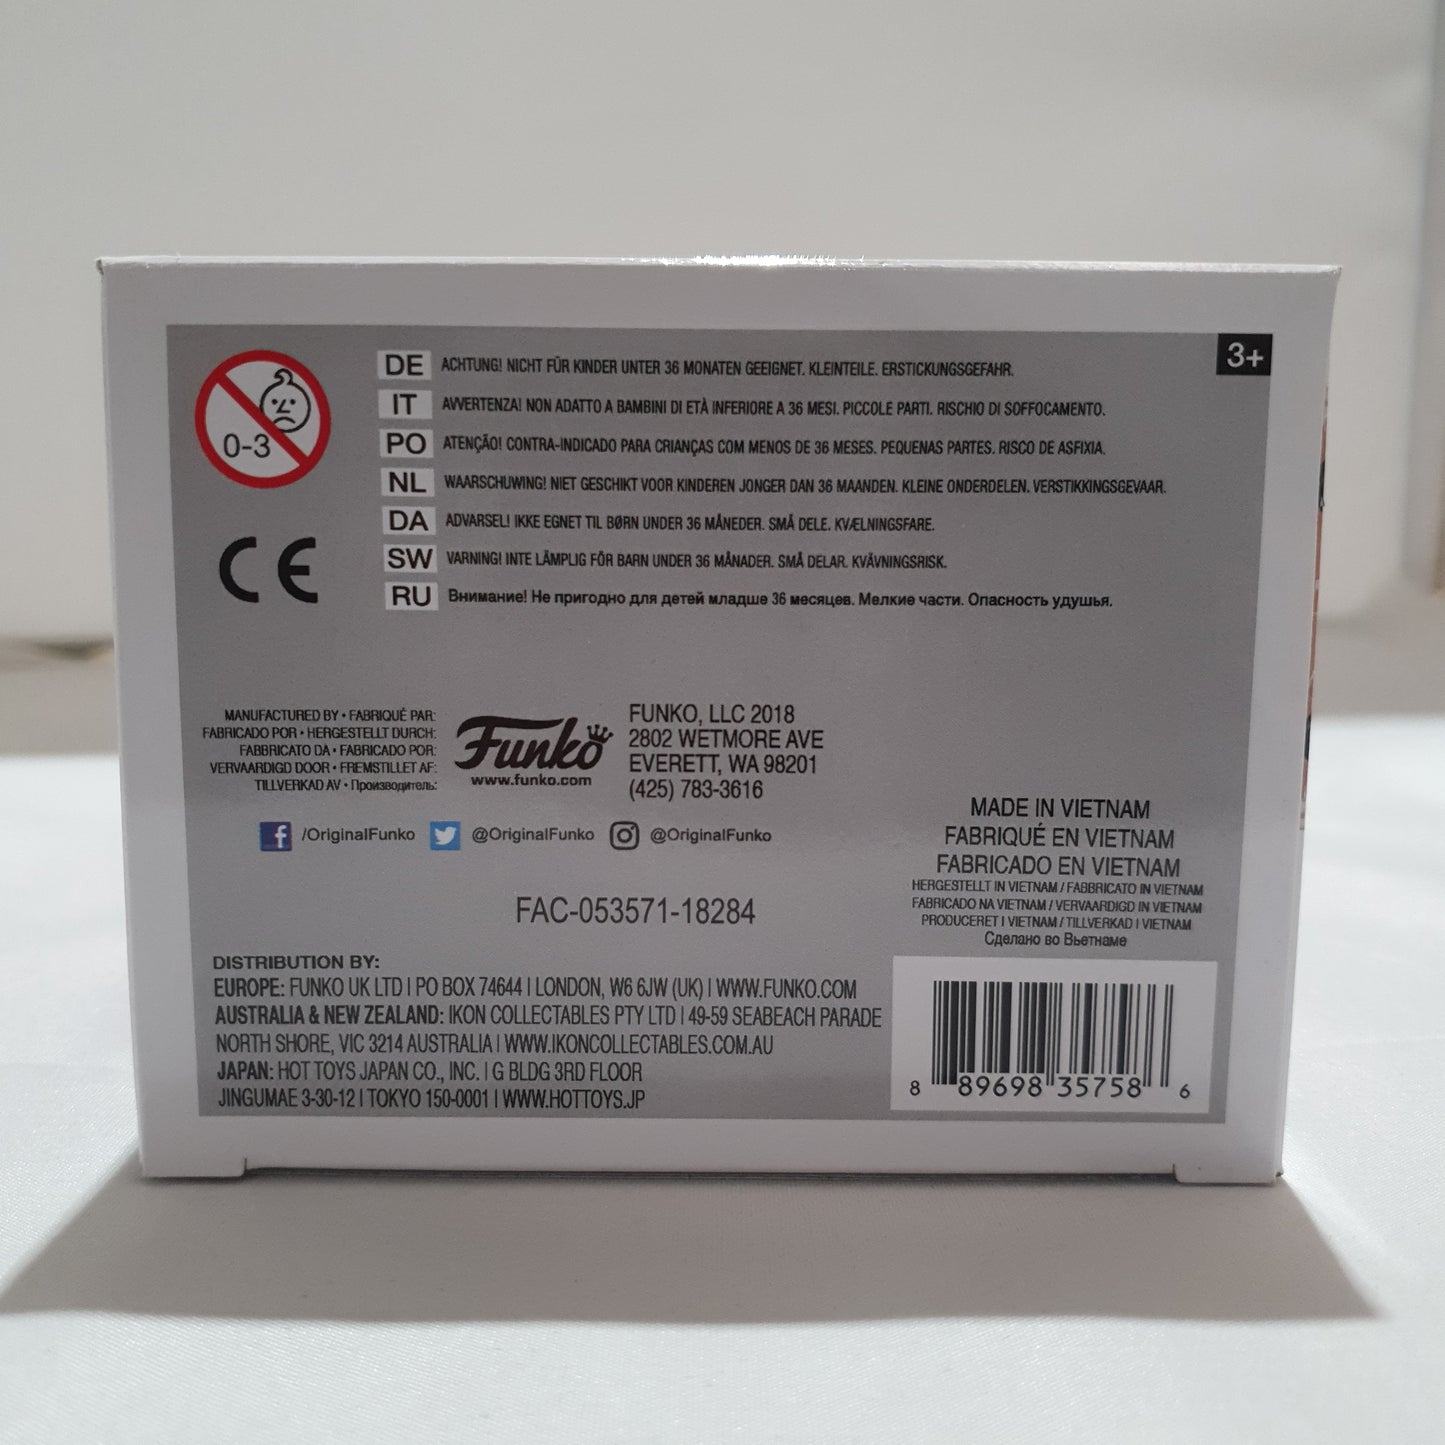 3+
0-3
DE ACHTUNG! NICHT FÜR KINDER UNTER 36 MONATEN GEEIGNET. KLEINTEILE. ERSTICKUNGSGEFAHR.
IT AVVERTENZA! NON ADATTO A BAMBINI DI ETÀ INFERIORE A 36 MESI. PICCOLE PARTI. RISCHIO DI SOFFOCAMENTO.
PO ATENÇÃO! CONTRA-INDICADO PARA CRIANÇAS COM MENOS DE 36 MESES. PEQUENAS PARTES. RISCO DE ASFIXIA.
NL WAARSCHUWING! NIET GESCHIKT VOOR KINDEREN JONGER DAN 36 MAANDEN. KLEINE ONDERDELEN. VERSTIKKINGSGEVAAR.
DA ADVARSEL! IKKE EGNET TIL BØRN UNDER 36 MÅNEDER. SMÅ DELE. KVÆLNINGSFARE.
SW VARNING! INTE LÄMPLIG FÖR BARN UNDER 36 MÅNADER. SMÅ DELAR. KVÄVNINGSRISK.
RU Внимание! Не пригодно для детей младше 36 месяцев. Мелкие части. Опасность удушья.
CE
MANUFACTURED BY • FABRIQUÉ PAR:
FABRICADO POR • HERGESTELLT DURCH:
FABBRICATO DA • FABRICADO POR:
VERVAARDIGD DOOR • FREMSTILLET AF:
TILLVERKAD AV • Производитель:
Funko
www.funko.com
FUNKO, LLC 2018
2802 WETMORE AVE
EVERETT, WA 98201
(425) 783-3616
f /OriginalFunko @OriginalFunko @OriginalFunko
FAC-053571-18284
MADE IN VIETNAM
FABRIQUÉ EN VIETNAM
FABRICADO EN VIETNAM
HERGESTELLT IN VIETNAM / FABBRICATO IN VIETNAM
FABRICADO NA VIETNAM / VERVAARDIGD IN VIETNAM
PRODUCERET I VIETNAM / TILLVERKAD I VIETNAM
Сделано во Вьетнаме
DISTRIBUTION BY:
EUROPE: FUNKO UK LTD | PO BOX 74644 | LONDON, W6 6JW (UK) | WWW.FUNKO.COM
AUSTRALIA & NEW ZEALAND: IKON COLLECTABLES PTY LTD | 49-59 SEABEACH PARADE
NORTH SHORE, VIC 3214 AUSTRALIA | WWW.IKONCOLLECTABLES.COM.AU
JAPAN: HOT TOYS JAPAN CO., INC. | G BLDG 3RD FLOOR
JINGUMAE 3-30-12 | TOKYO 150-0001 | WWW.HOTTOYS.JP
8 89698 35758 6